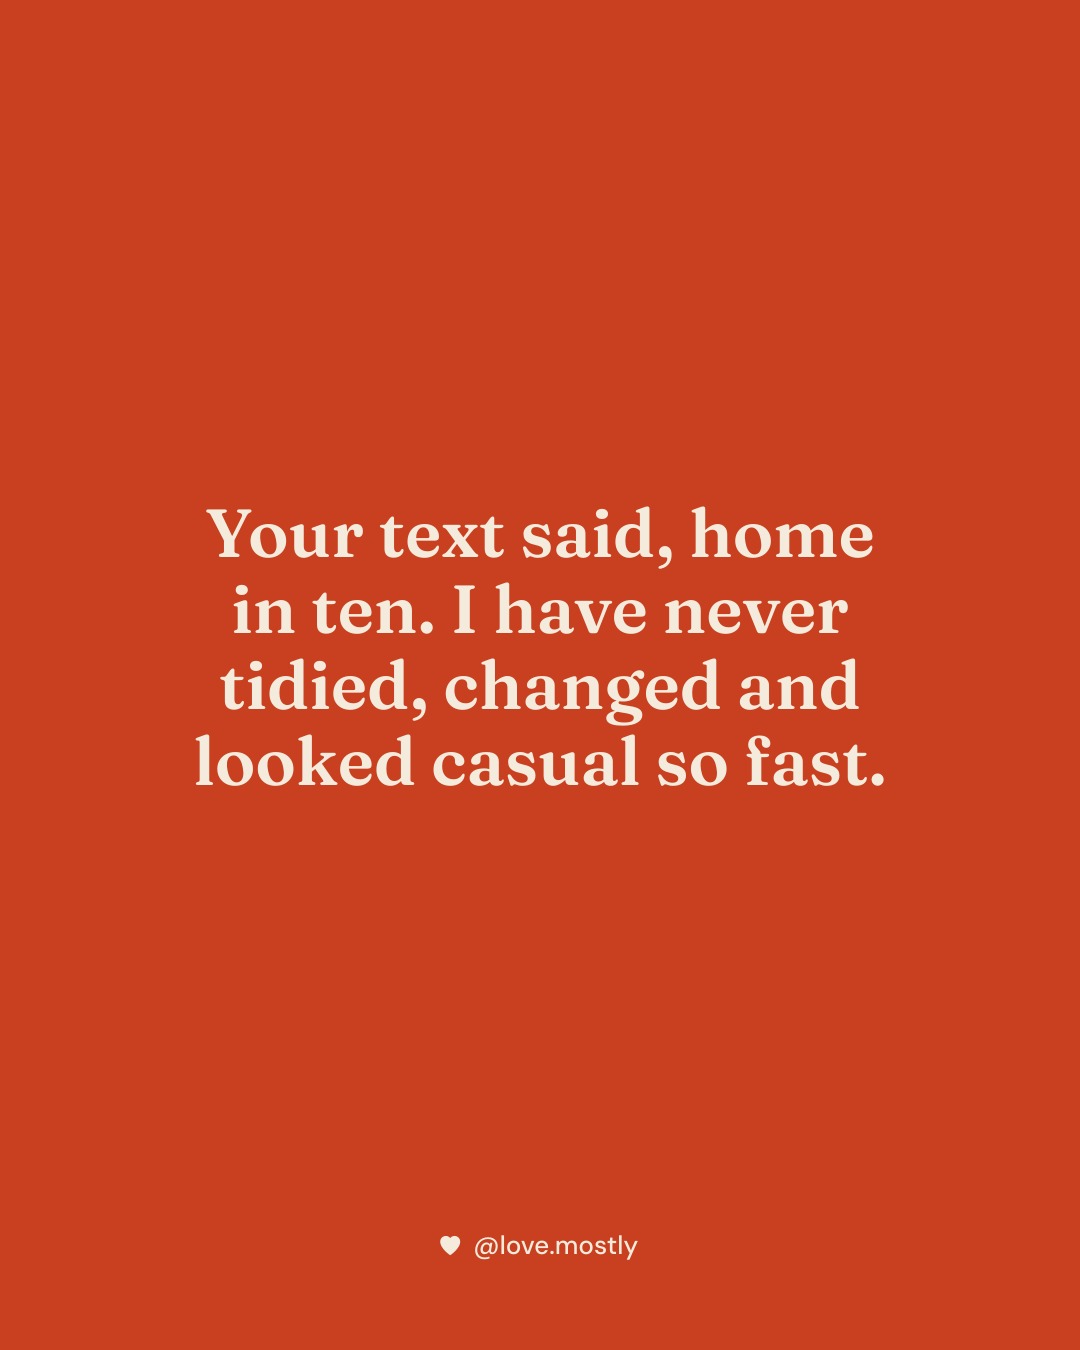 Your text said, home
in ten. I have never
tidied, changed and
looked casual so fast.
@love.mostly